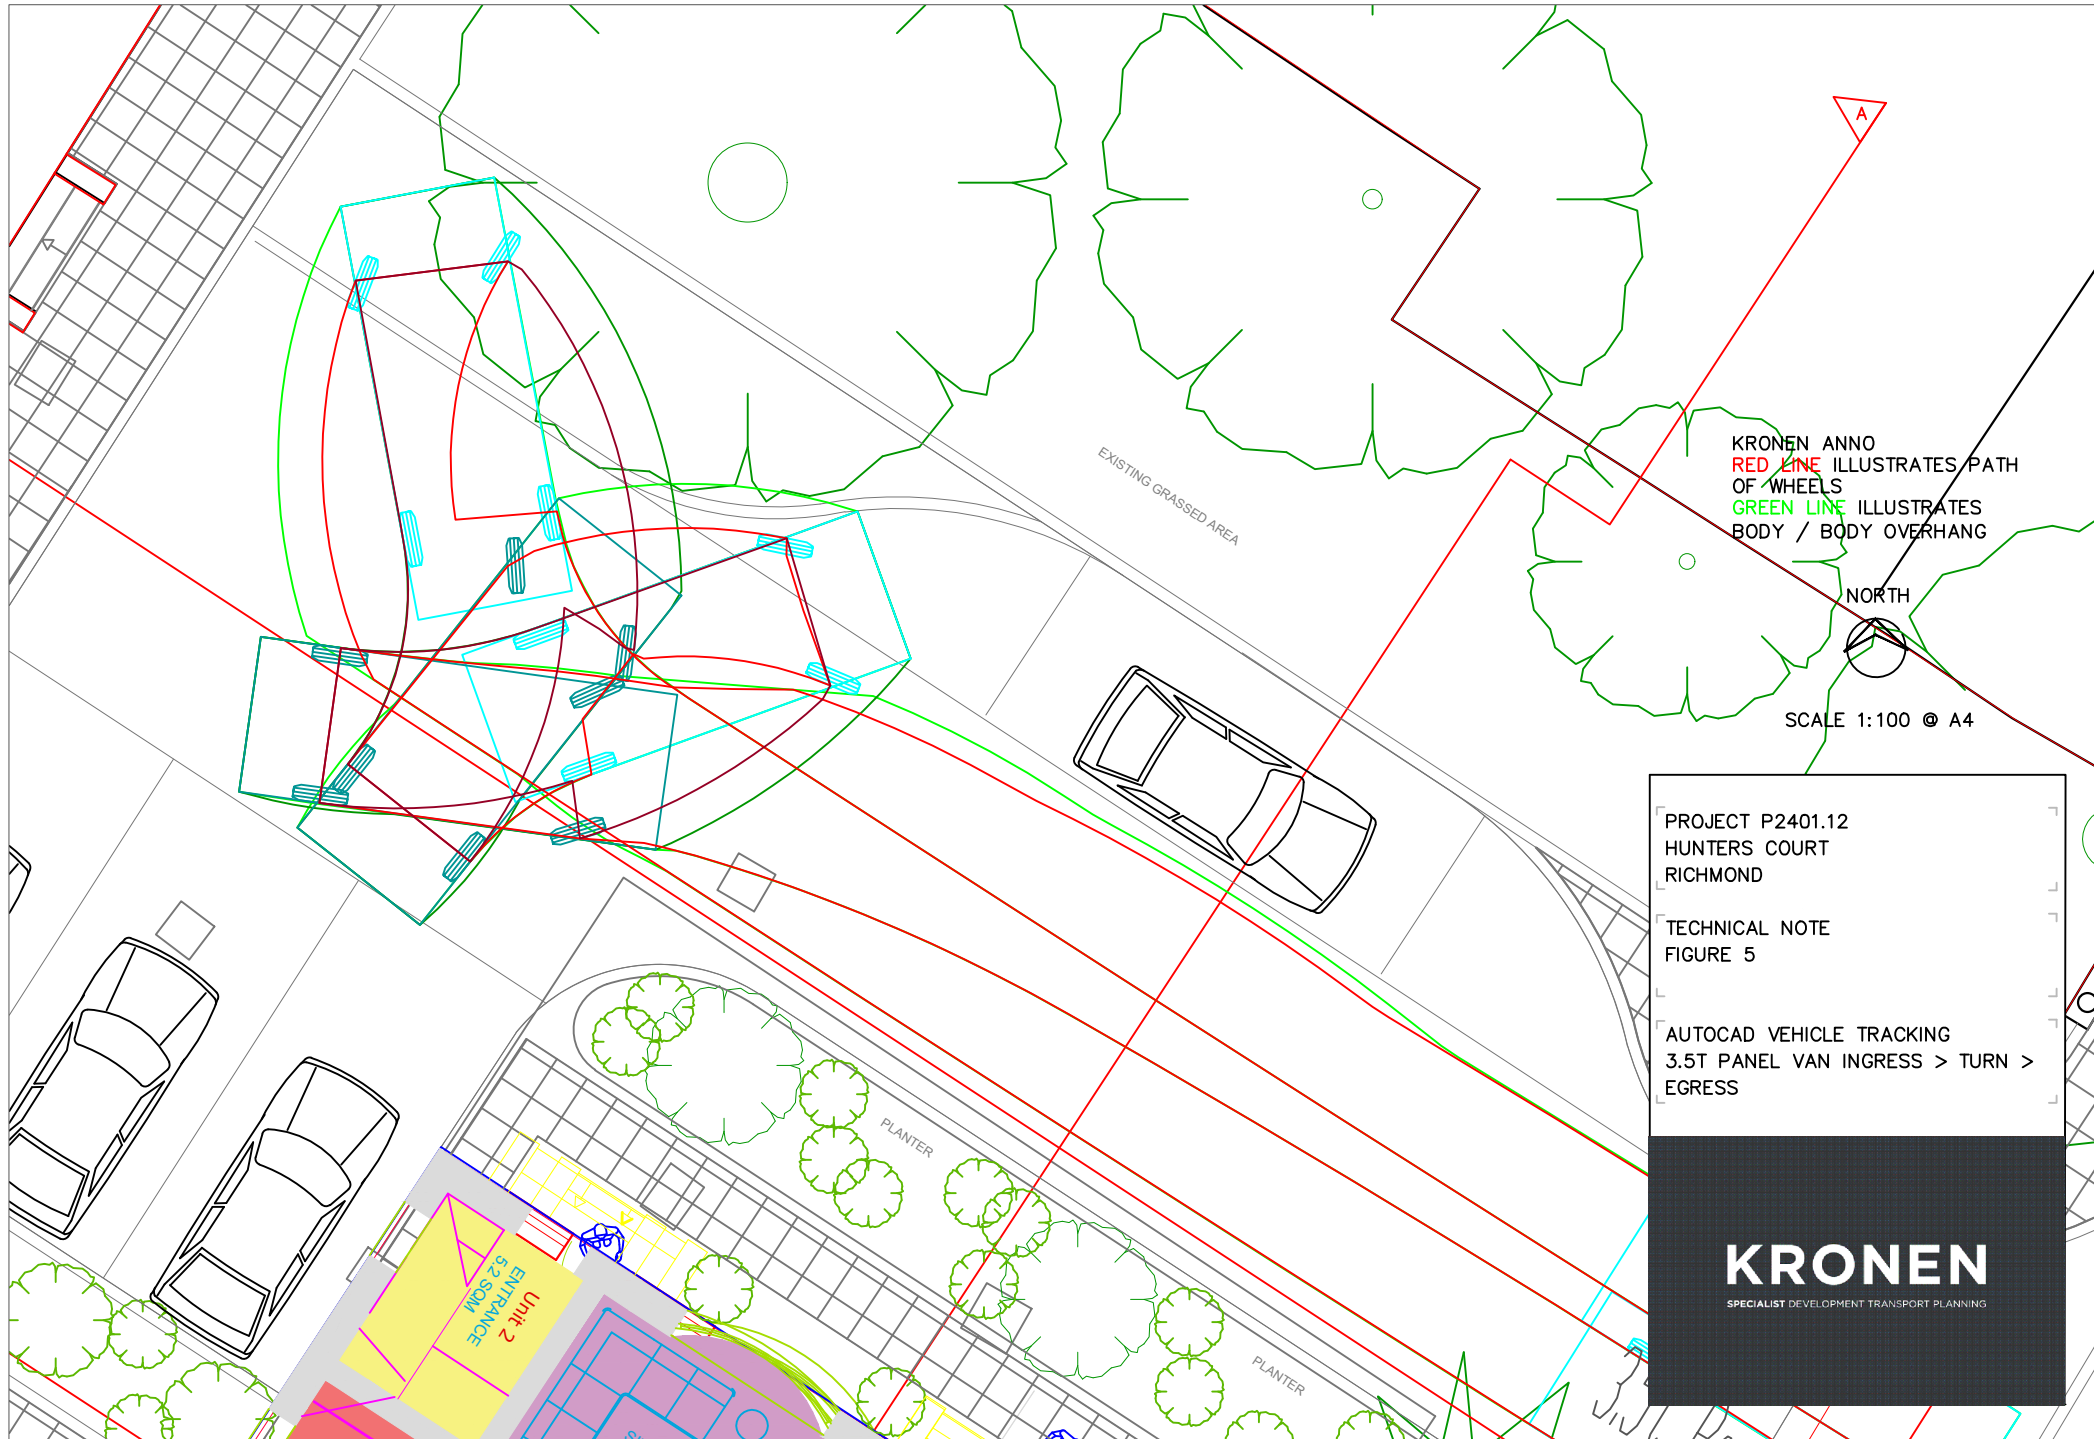 A
EXISTING GRASSED AREA
KRONEN ANNO
RED LINE ILLUSTRATES PATH
OF WHEELS
GREEN LINE ILLUSTRATES
BODY / BODY OVERHANG
NORTH
SCALE 1:100 @ A4
PROJECT P2401.12
HUNTERS COURT
RICHMOND
TECHNICAL NOTE
FIGURE 5
AUTOCAD VEHICLE TRACKING
3.5T PANEL VAN INGRESS > TURN >
EGRESS
PLANTER
PLANTER
Unit 2
ENTRANCE
5.2 SQM
KRONEN
SPECIALIST DEVELOPMENT TRANSPORT PLANNING